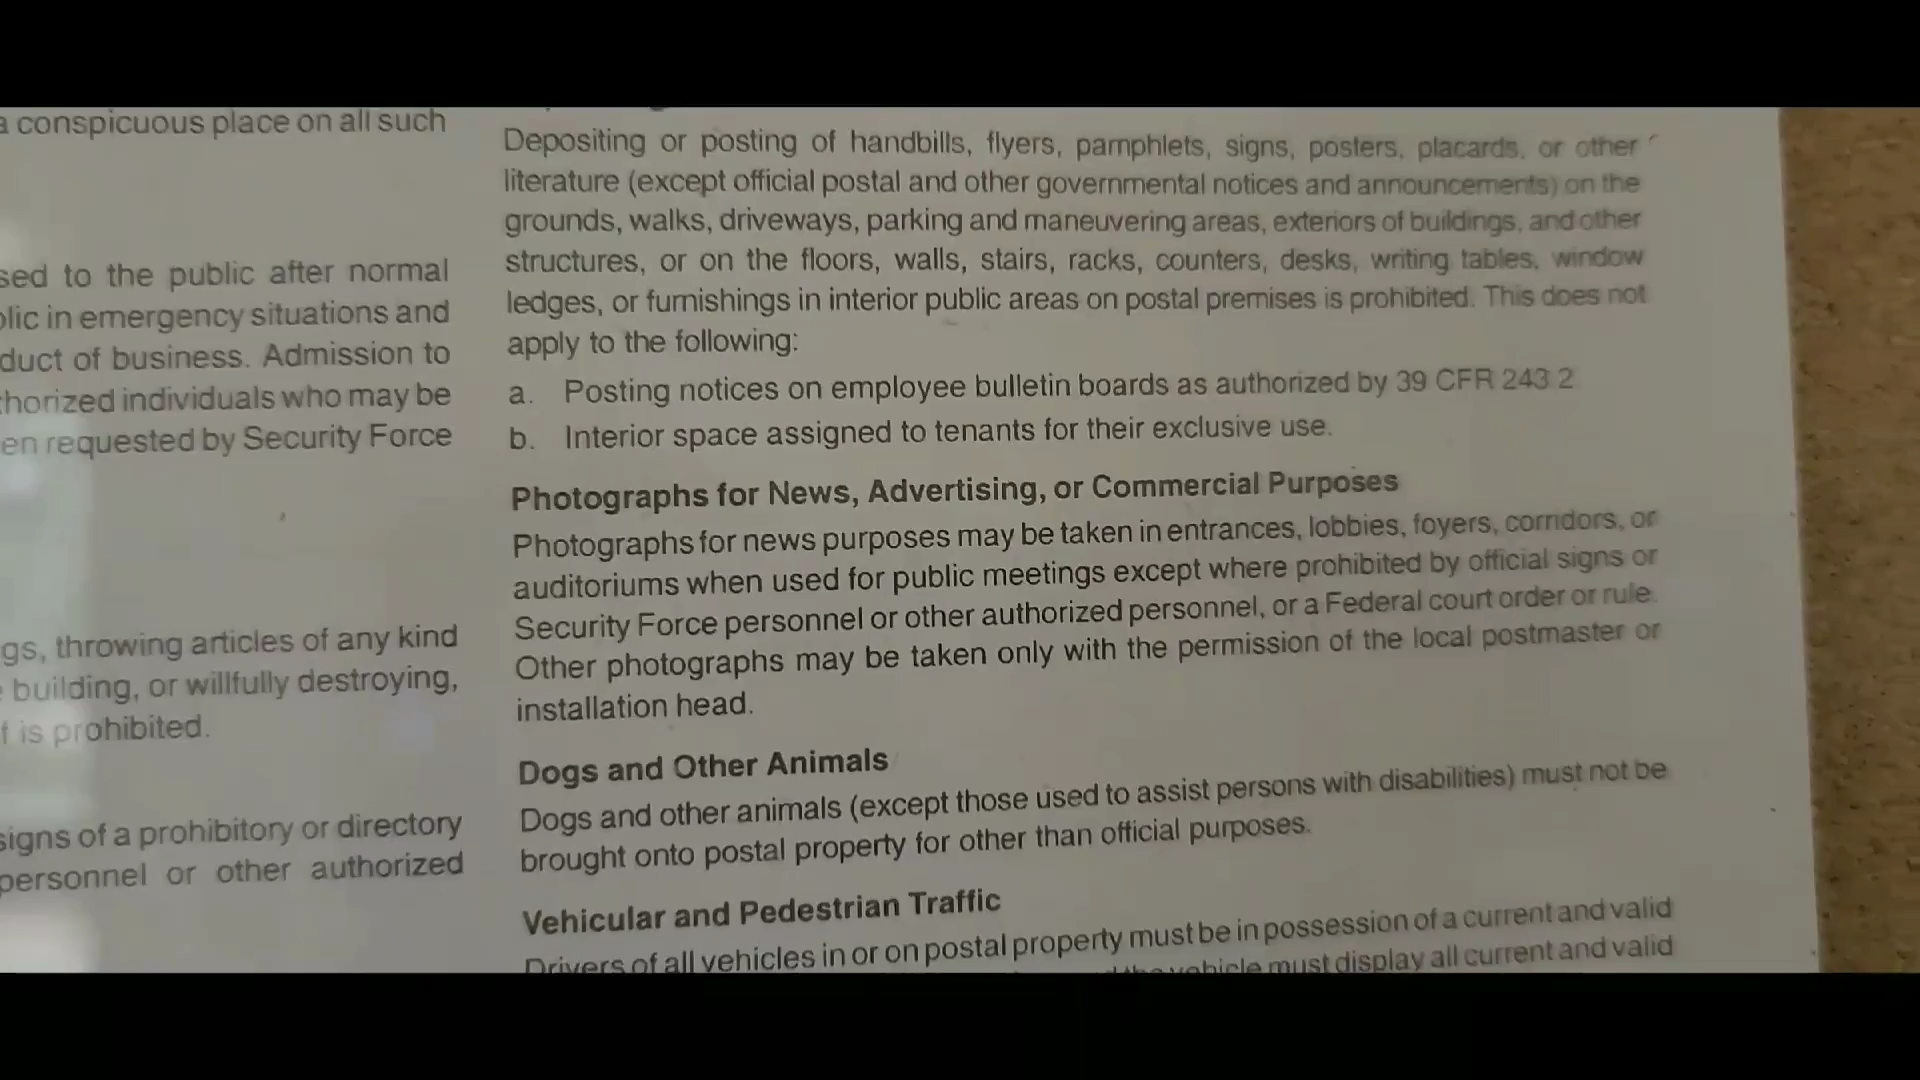 a conspicuous place on all such
sed to the public after normal
blic in emergency situations and
duct of business. Admission to
thorized individuals who may be
en requested by Security Force
gs, throwing articles of any kind
building, or willfully destroying,
f is prohibited.
signs of a prohibitory or directory
personnel or other authorized
Depositing or posting of handbills, flyers, pamphlets, signs, posters, placards, or other
literature (except official postal and other governmental notices and announcements) on the
grounds, walks, driveways, parking and maneuvering areas, exteriors of buildings, and other
structures, or on the floors, walls, stairs, racks, counters, desks, writing tables, window
ledges, or furnishings in interior public areas on postal premises is prohibited. This does not
apply to the following:
a. Posting notices on employee bulletin boards as authorized by 39 CFR 243.2
b. Interior space assigned to tenants for their exclusive use.
Photographs for News, Advertising, or Commercial Purposes
Photographs for news purposes may be taken in entrances, lobbies, foyers, corridors, or
auditoriums when used for public meetings except where prohibited by official signs or
Security Force personnel or other authorized personnel, or a Federal court order or rule.
Other photographs may be taken only with the permission of the local postmaster or
installation head.
Dogs and Other Animals
Dogs and other animals (except those used to assist persons with disabilities) must not be
brought onto postal property for other than official purposes.
Vehicular and Pedestrian Traffic
Drivers of all vehicles in or on postal property must be in possession of a current and valid
the vehicle must display all current and valid